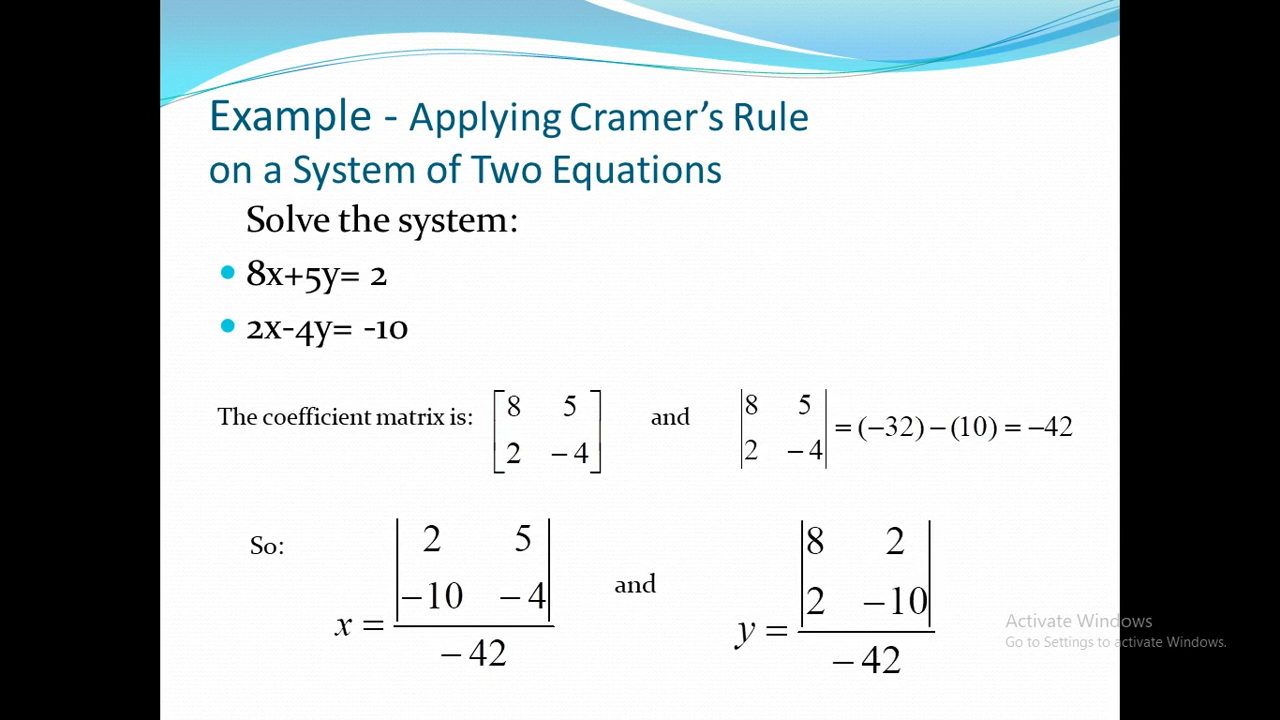 Example - Applying Cramer's Rule
on a System of Two Equations
Solve the system:
• 8x+5y= 2
• 2x-4y= -10
The coefficient matrix is: [8 5; 2 −4] and |8 5; 2 −4| = (−32) − (10) = −42
So: x = |2 5; −10 −4| / −42 and y = |8 2; 2 −10| / −42
Activate Windows
Go to Settings to activate Windows.